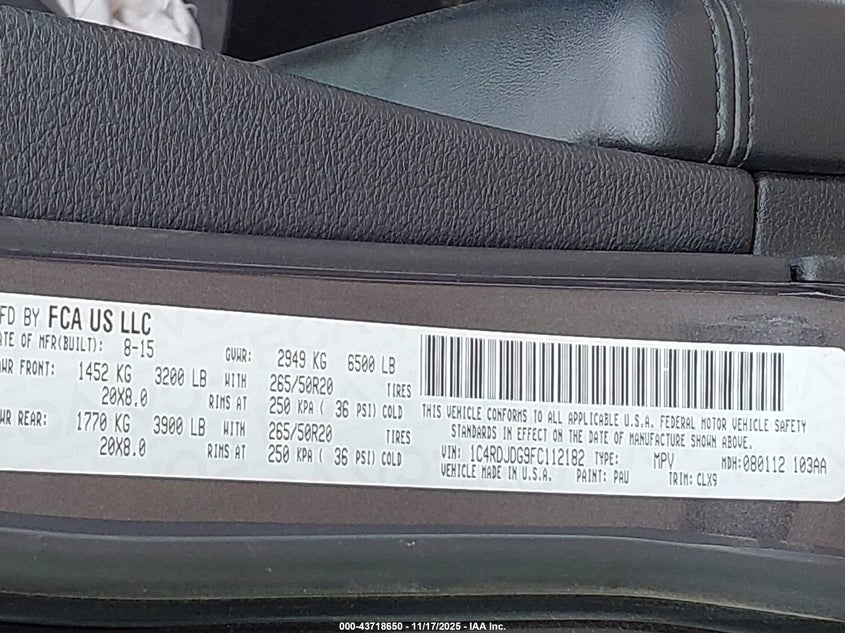 FD BY FCA US LLC
ATE OF MFR(BUILT): 8-15 GVWR: 2949 KG 6500 LB
WR FRONT: 1452 KG 3200 LB WITH 265/50R20 TIRES
20X8.0 RIMS AT 250 KPA ( 36 PSI) COLD
WR REAR: 1770 KG 3900 LB WITH 265/50R20 TIRES
20X8.0 RIMS AT 250 KPA ( 36 PSI) COLD
THIS VEHICLE CONFORMS TO ALL APPLICABLE U.S.A. FEDERAL MOTOR VEHICLE SAFETY
STANDARDS IN EFFECT ON THE DATE OF MANUFACTURE SHOWN ABOVE.
VIN: 1C4RDJDG9FC112182 TYPE: MPV MDH:080112 103AA
VEHICLE MADE IN U.S.A. PAINT: PAU TRIM: CLX9
000-43718650 - 11/17/2025 - IAA Inc.